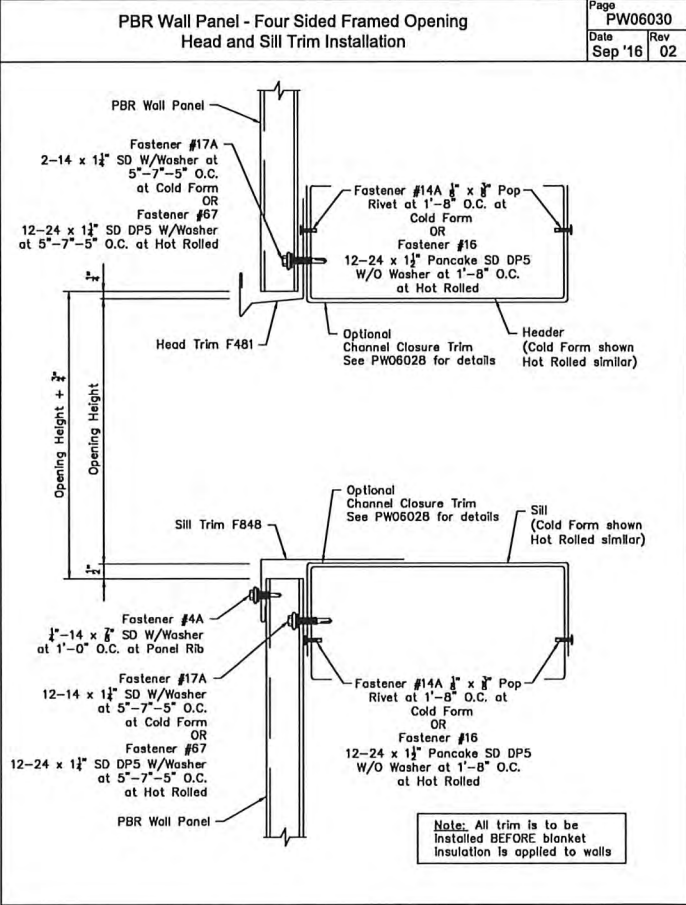 PBR Wall Panel - Four Sided Framed Opening
Head and Sill Trim Installation
Page
PW06030
Date
Sep '16
Rev
02
PBR Wall Panel
Fastener #17A
2-14 x 1¼" SD W/Washer at
5"-7"-5" O.C.
at Cold Form
OR
Fastener #67
12-24 x 1¼" SD DP5 W/Washer
at 5"-7"-5" O.C. at Hot Rolled
Fastener #14A ⅛" x ⅜" Pop
Rivet at 1'-8" O.C. at
Cold Form
OR
Fastener #16
12-24 x 1½" Pancake SD DP5
W/O Washer at 1'-8" O.C.
at Hot Rolled
¼"
Head Trim F481
Optional
Channel Closure Trim
See PW06028 for details
Header
(Cold Form shown
Hot Rolled similar)
Opening Height + ¾"
Opening Height
Optional
Channel Closure Trim
See PW06028 for details
Sill Trim F848
Sill
(Cold Form shown
Hot Rolled similar)
½"
Fastener #4A
¼"-14 x ⅞" SD W/Washer
at 1'-0" O.C. at Panel Rib
Fastener #17A
12-14 x 1¼" SD W/Washer
at 5"-7"-5" O.C.
at Cold Form
OR
Fastener #67
12-24 x 1¼" SD DP5 W/Washer
at 5"-7"-5" O.C.
at Hot Rolled
PBR Wall Panel
Fastener #14A ⅛" x ⅜" Pop
Rivet at 1'-8" O.C. at
Cold Form
OR
Fastener #16
12-24 x 1½" Pancake SD DP5
W/O Washer at 1'-8" O.C.
at Hot Rolled
Note: All trim is to be
installed BEFORE blanket
insulation is applied to walls